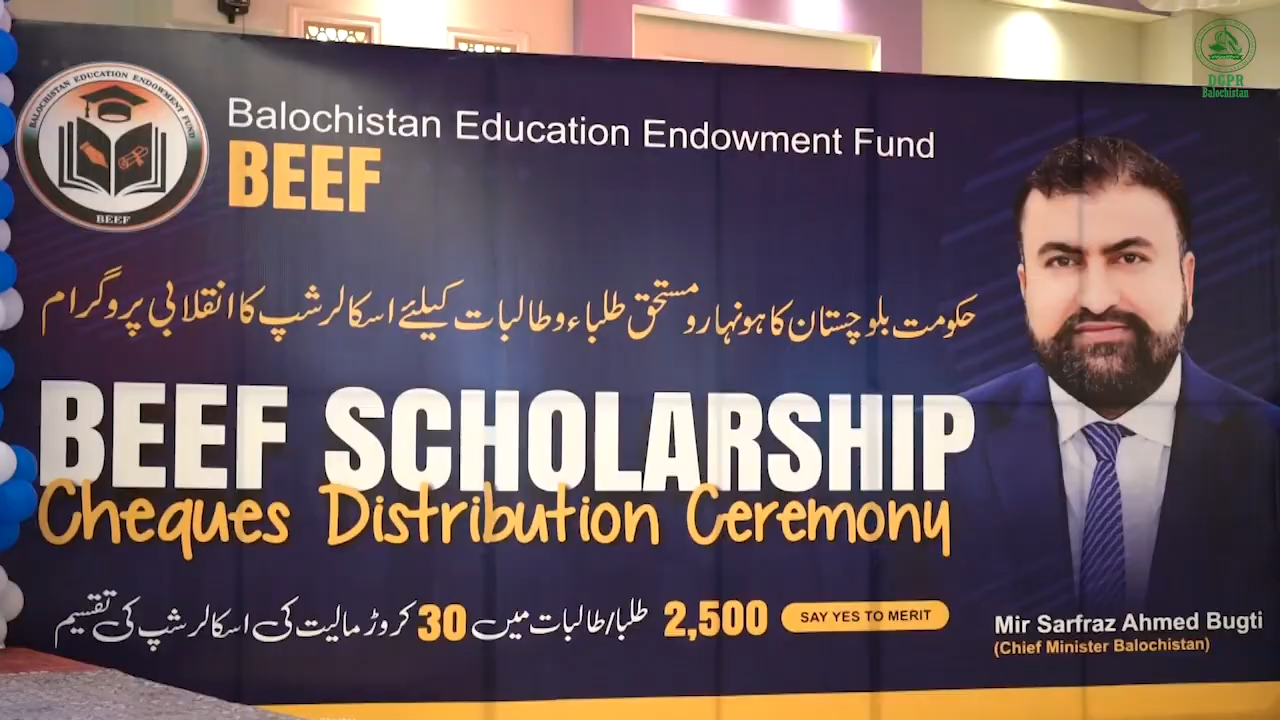 DGPR
Balochistan
BALOCHISTAN EDUCATION ENDOWMENT FUND
BEEF
Balochistan Education Endowment Fund
BEEF
حکومت بلوچستان کا ہونہار و مستحق طلباء و طالبات کیلئے اسکالرشپ کا انقلابی پروگرام
BEEF SCHOLARSHIP
Cheques Distribution Ceremony
SAY YES TO MERIT
2,500 طلبا/طالبات میں 30 کروڑ مالیت کی اسکالرشپ کی تقسیم
Mir Sarfraz Ahmed Bugti
(Chief Minister Balochistan)